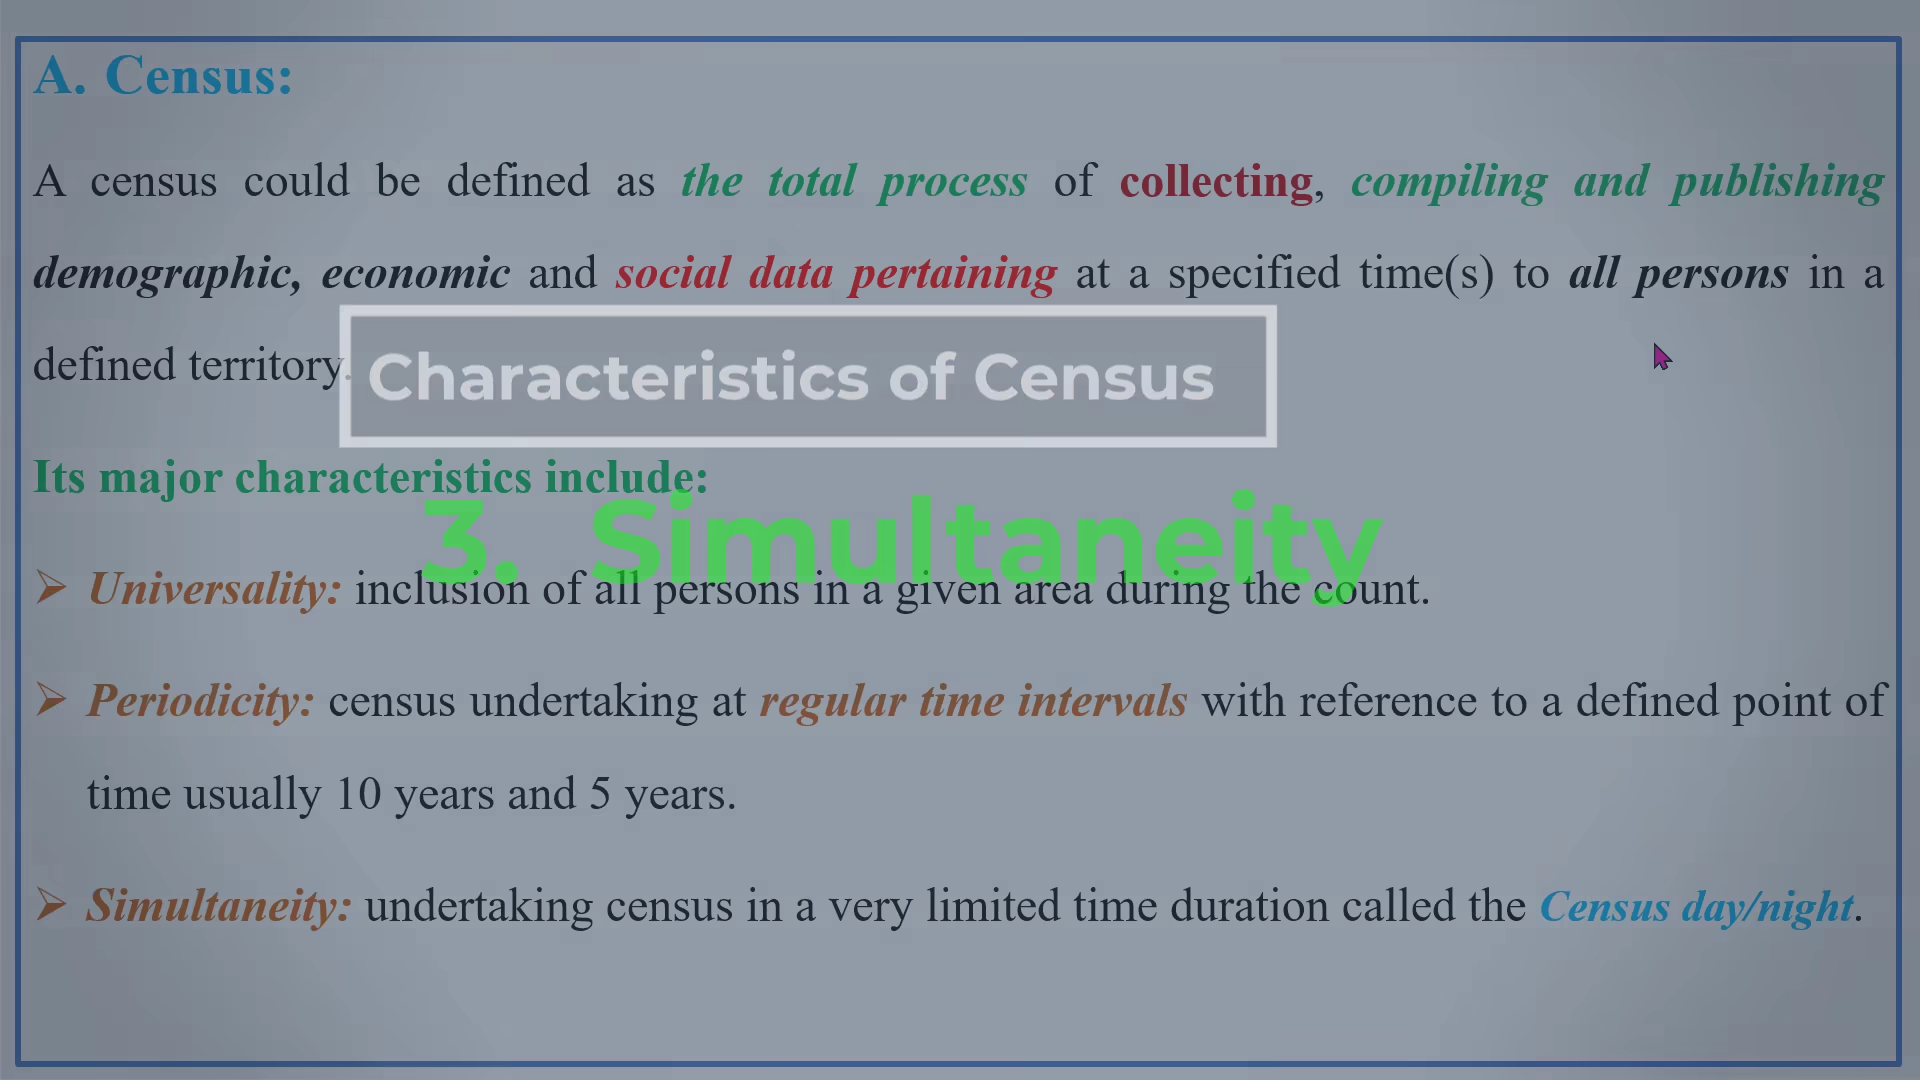 A. Census:
A census could be defined as the total process of collecting, compiling and publishing
demographic, economic and social data pertaining at a specified time(s) to all persons in a
defined territory.
Characteristics of Census
Its major characteristics include:
3. Simultaneity
➢ Universality: inclusion of all persons in a given area during the count.
➢ Periodicity: census undertaking at regular time intervals with reference to a defined point of
time usually 10 years and 5 years.
➢ Simultaneity: undertaking census in a very limited time duration called the Census day/night.